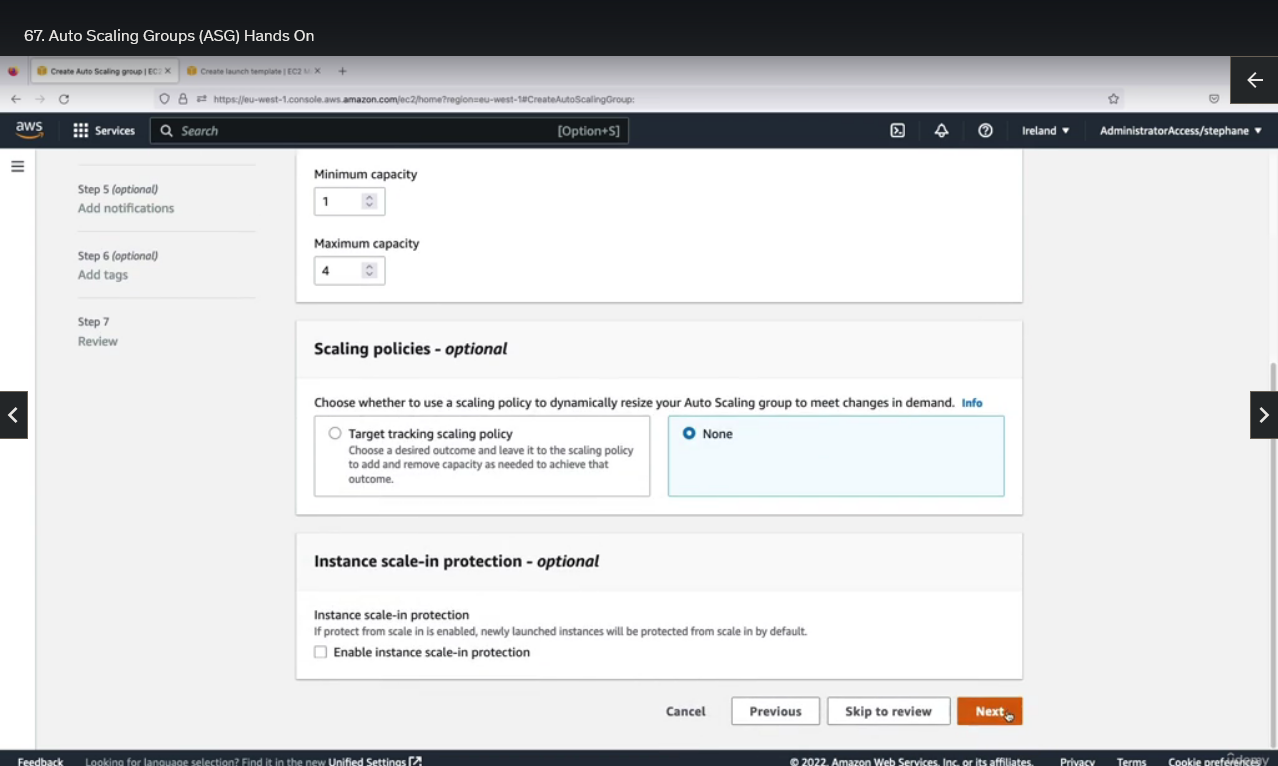 67. Auto Scaling Groups (ASG) Hands On
Create Auto Scaling group | EC2
Create launch template | EC2 M
https://eu-west-1.console.aws.amazon.com/ec2/home?region=eu-west-1#CreateAutoScalingGroup:
aws
Services
Search
[Option+S]
Ireland
AdministratorAccess/stephane
Step 5 (optional)
Add notifications
Step 6 (optional)
Add tags
Step 7
Review
Minimum capacity
1
Maximum capacity
4
Scaling policies - optional
Choose whether to use a scaling policy to dynamically resize your Auto Scaling group to meet changes in demand. Info
Target tracking scaling policy
Choose a desired outcome and leave it to the scaling policy
to add and remove capacity as needed to achieve that
outcome.
None
Instance scale-in protection - optional
Instance scale-in protection
If protect from scale in is enabled, newly launched instances will be protected from scale in by default.
Enable instance scale-in protection
Cancel
Previous
Skip to review
Next
Feedback
Looking for language selection? Find it in the new Unified Settings
© 2022, Amazon Web Services, Inc. or its affiliates.
Privacy
Terms
Cookie preferences
Udemy